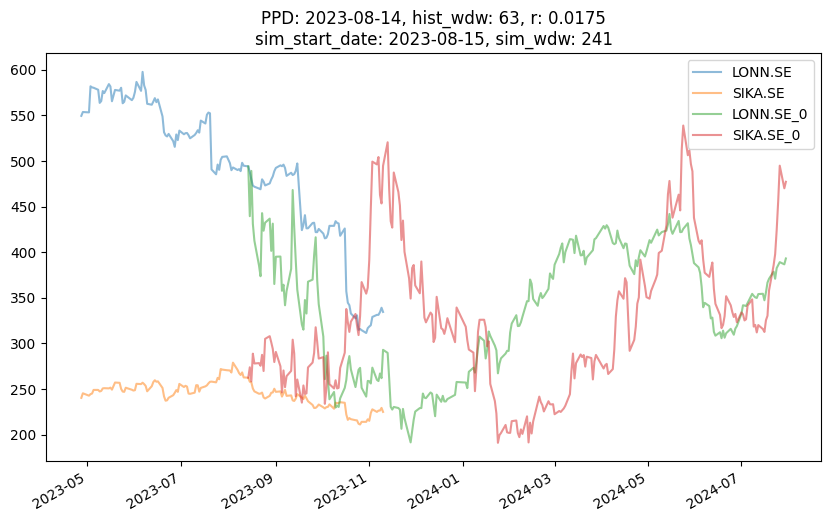 PPD: 2023-08-14, hist_wdw: 63, r: 0.0175
sim_start_date: 2023-08-15, sim_wdw: 241
LONN.SE
SIKA.SE
LONN.SE_0
SIKA.SE_0
600
550
500
450
400
350
300
250
200
2023-05
2023-07
2023-09
2023-11
2024-01
2024-03
2024-05
2024-07